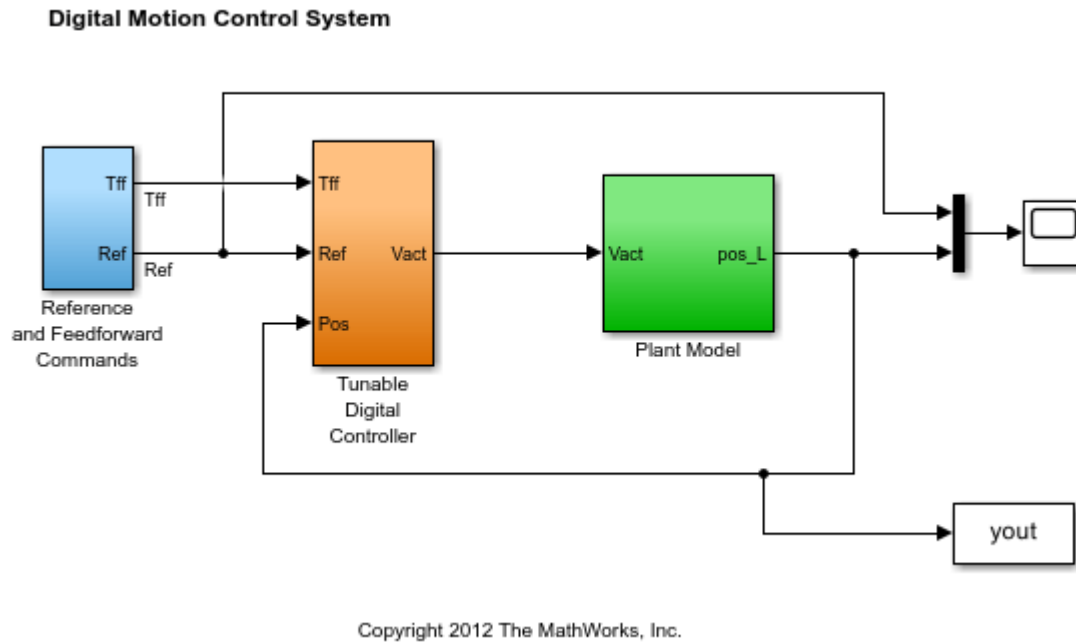 Digital Motion Control System
Tff
Tff
Ref
Ref
Reference
and Feedforward
Commands
Tff
Ref
Vact
Pos
Tunable
Digital
Controller
Vact
pos_L
Plant Model
yout
Copyright 2012 The MathWorks, Inc.